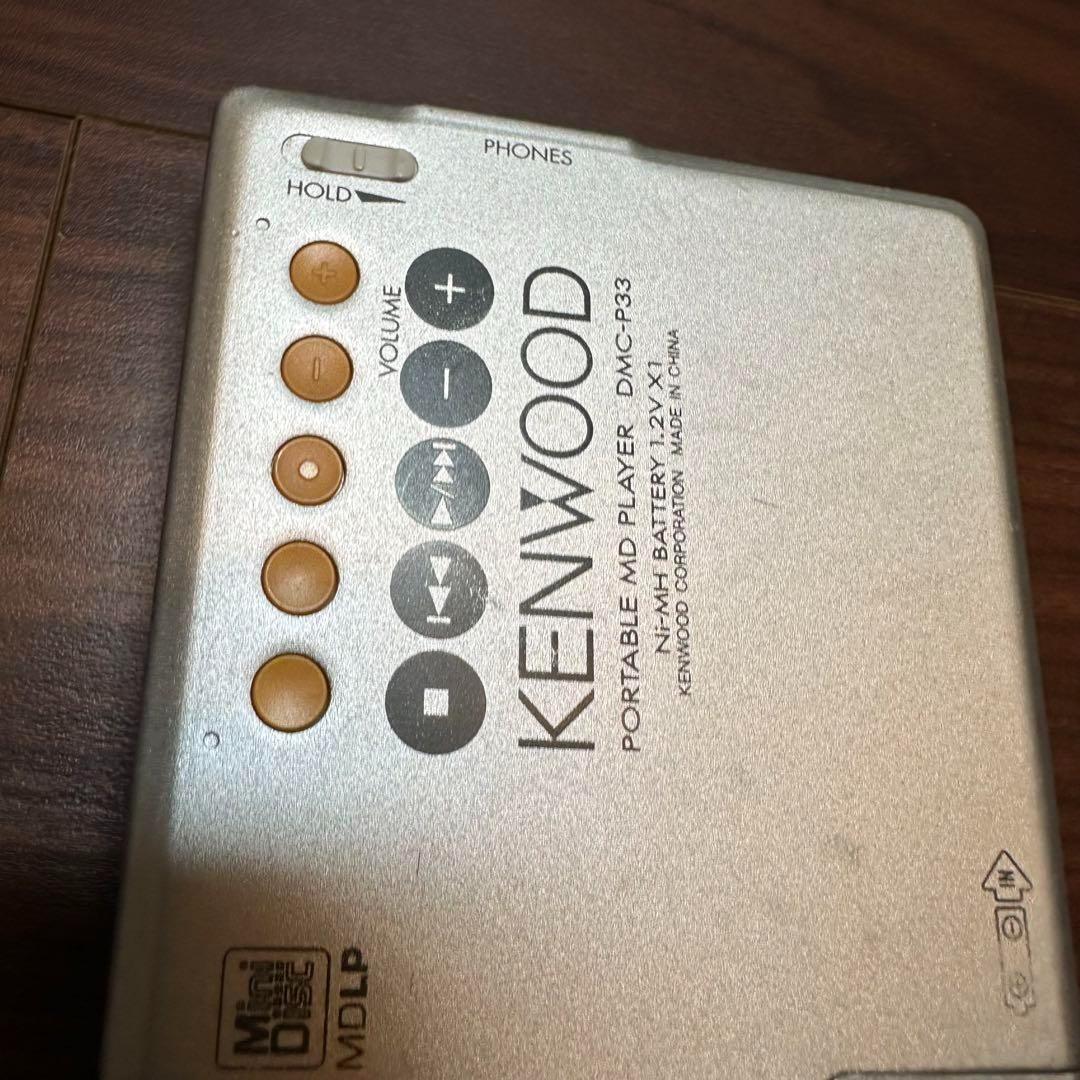 PHONES
HOLD
VOLUME
KENWOOD
PORTABLE MD PLAYER DMC-P33
Ni-MH BATTERY 1.2V X1
KENWOOD CORPORATION MADE IN CHINA
Mini
Disc
MDLP
IN